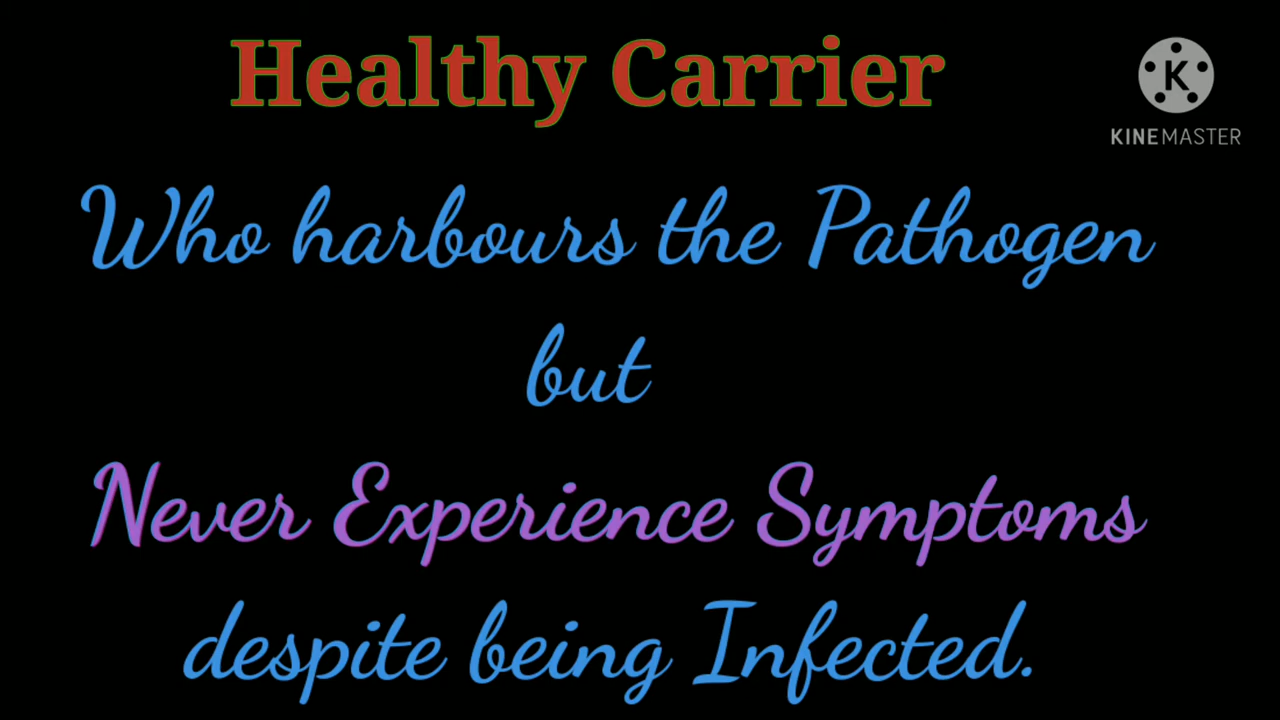 Healthy Carrier
KINEMASTER
Who harbours the Pathogen
but
Never Experience Symptoms
despite being Infected.